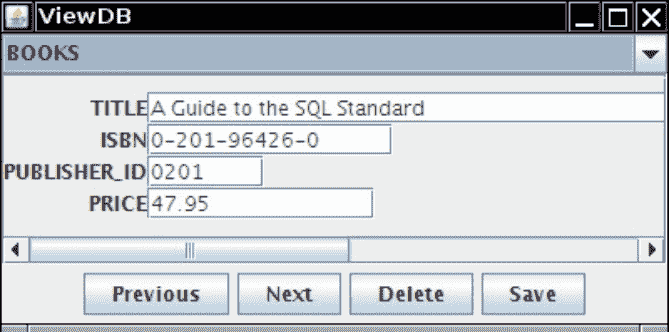 ViewDB
BOOKS
TITLE A Guide to the SQL Standard
ISBN 0-201-96426-0
PUBLISHER_ID 0201
PRICE 47.95
Previous Next Delete Save